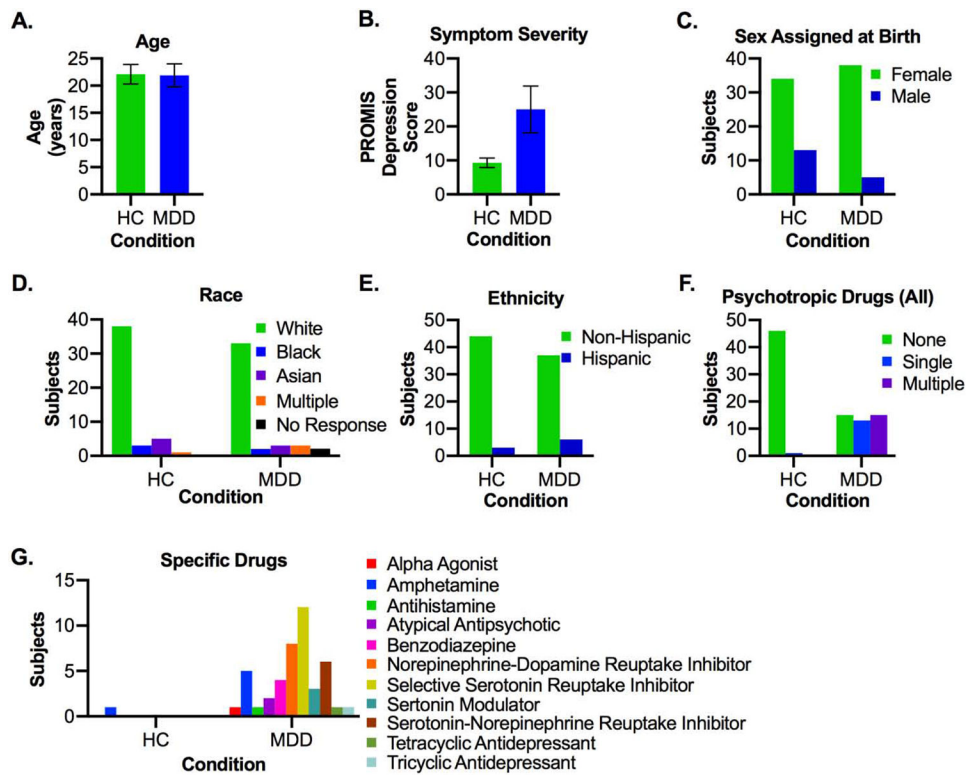 A.
Age
25
20
15
10
5
0
Age
(years)
HC MDD
Condition
B.
Symptom Severity
40
30
20
10
0
PROMIS
Depression
Score
HC MDD
Condition
C.
Sex Assigned at Birth
40
30
20
10
0
Subjects
Female
Male
HC MDD
Condition
D.
Race
40
30
20
10
0
Subjects
White
Black
Asian
Multiple
No Response
HC MDD
Condition
E.
Ethnicity
50
40
30
20
10
0
Subjects
Non-Hispanic
Hispanic
HC MDD
Condition
F.
Psychotropic Drugs (All)
50
40
30
20
10
0
Subjects
None
Single
Multiple
HC MDD
Condition
G.
Specific Drugs
15
10
5
0
Subjects
HC MDD
Condition
Alpha Agonist
Amphetamine
Antihistamine
Atypical Antipsychotic
Benzodiazepine
Norepinephrine-Dopamine Reuptake Inhibitor
Selective Serotonin Reuptake Inhibitor
Sertonin Modulator
Serotonin-Norepinephrine Reuptake Inhibitor
Tetracyclic Antidepressant
Tricyclic Antidepressant